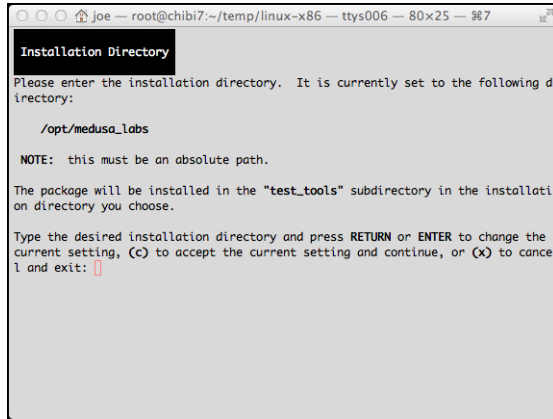 joe — root@chibi7:~/temp/linux-x86 — ttys006 — 80×25 — ⌘7
Installation Directory
Please enter the installation directory.  It is currently set to the following d
irectory:
/opt/medusa_labs
NOTE:  this must be an absolute path.
The package will be installed in the "test_tools" subdirectory in the installati
on directory you choose.
Type the desired installation directory and press RETURN or ENTER to change the
current setting, (c) to accept the current setting and continue, or (x) to cance
l and exit: